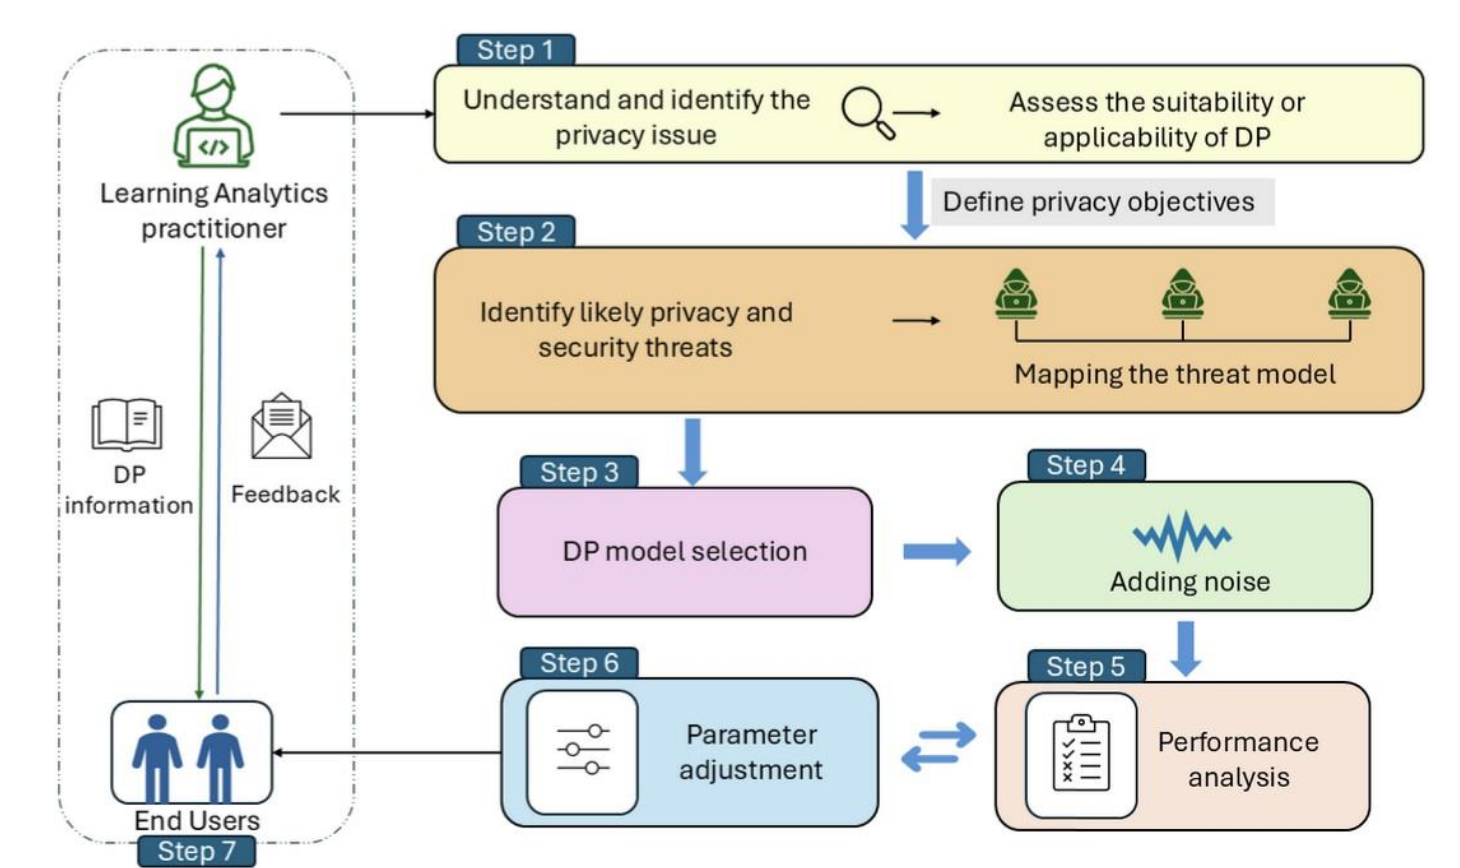 Step 1
Understand and identify the
privacy issue
Assess the suitability or
applicability of DP
Learning Analytics
practitioner
Define privacy objectives
Step 2
Identify likely privacy and
security threats
Mapping the threat model
DP
information
Feedback
Step 3
DP model selection
Step 4
Adding noise
Step 5
Performance
analysis
Step 6
Parameter
adjustment
End Users
Step 7